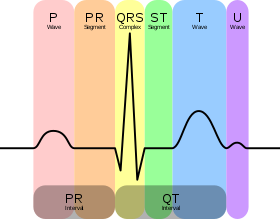 P PR QRS ST T U
Wave Segment Complex Segment Wave Wave
PR QT
Interval Interval